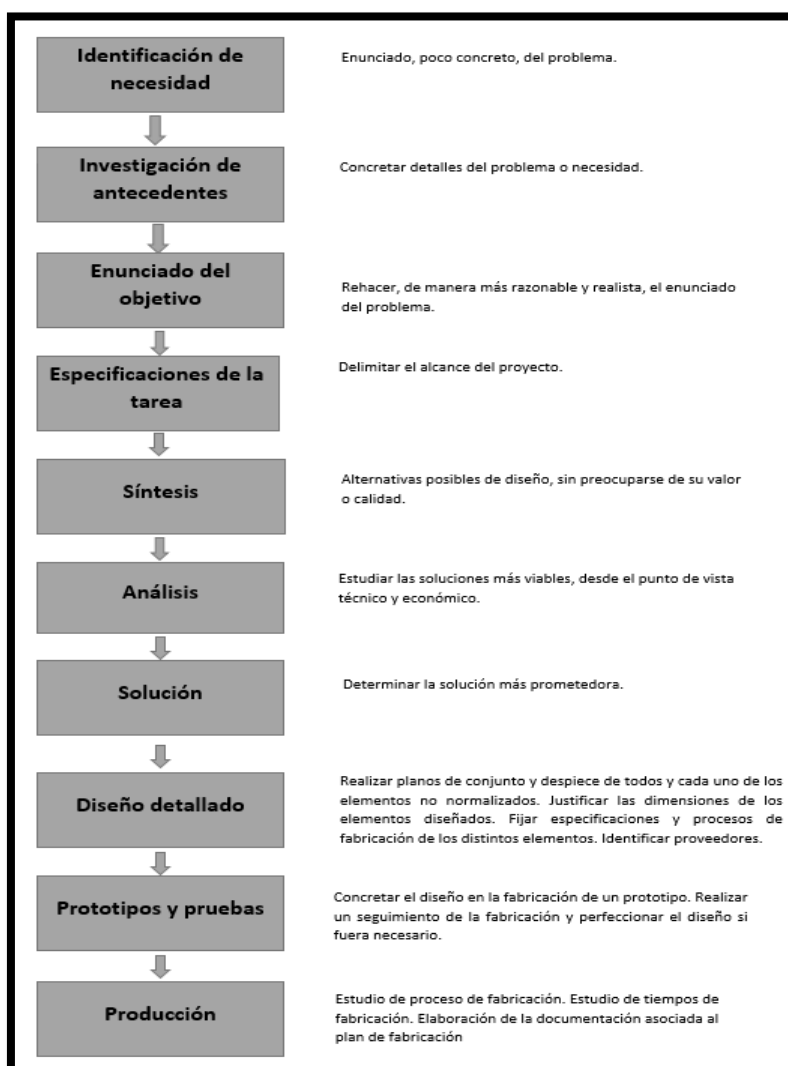 Identificación de
necesidad
Enunciado, poco concreto, del problema.
Investigación de
antecedentes
Concretar detalles del problema o necesidad.
Enunciado del
objetivo
Rehacer, de manera más razonable y realista, el enunciado
del problema.
Especificaciones de la
tarea
Delimitar el alcance del proyecto.
Síntesis
Alternativas posibles de diseño, sin preocuparse de su valor
o calidad.
Análisis
Estudiar las soluciones más viables, desde el punto de vista
técnico y económico.
Solución
Determinar la solución más prometedora.
Diseño detallado
Realizar planos de conjunto y despiece de todos y cada uno de los
elementos no normalizados. Justificar las dimensiones de los
elementos diseñados. Fijar especificaciones y procesos de
fabricación de los distintos elementos. Identificar proveedores.
Prototipos y pruebas
Concretar el diseño en la fabricación de un prototipo. Realizar
un seguimiento de la fabricación y perfeccionar el diseño si
fuera necesario.
Producción
Estudio de proceso de fabricación. Estudio de tiempos de
fabricación. Elaboración de la documentación asociada al
plan de fabricación